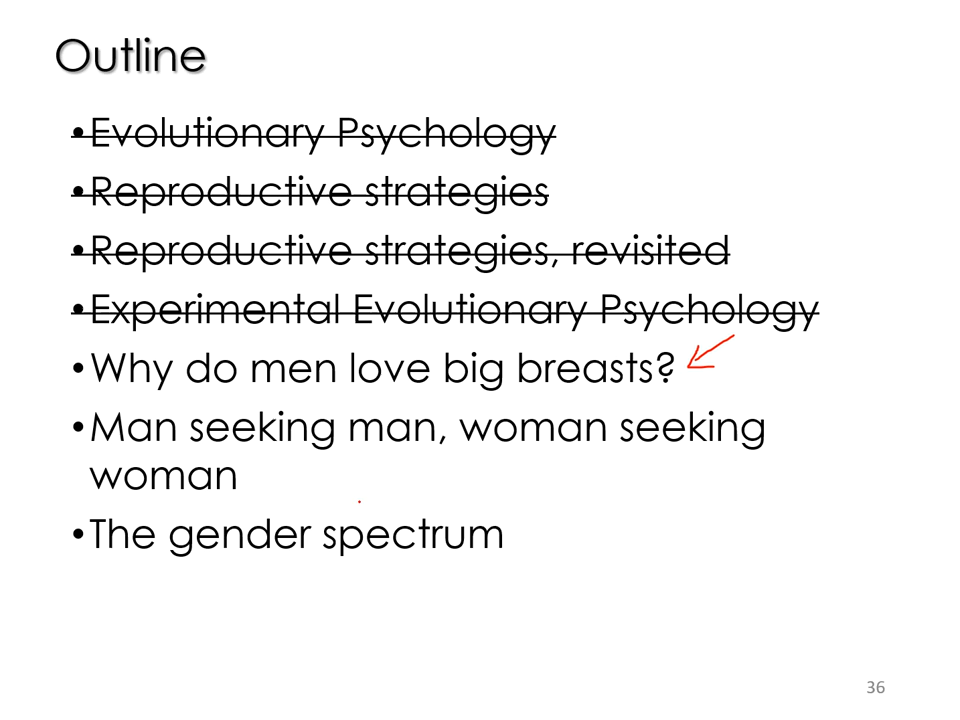 Outline
• Evolutionary Psychology
• Reproductive strategies
• Reproductive strategies, revisited
• Experimental Evolutionary Psychology
• Why do men love big breasts?
• Man seeking man, woman seeking
woman
• The gender spectrum
36